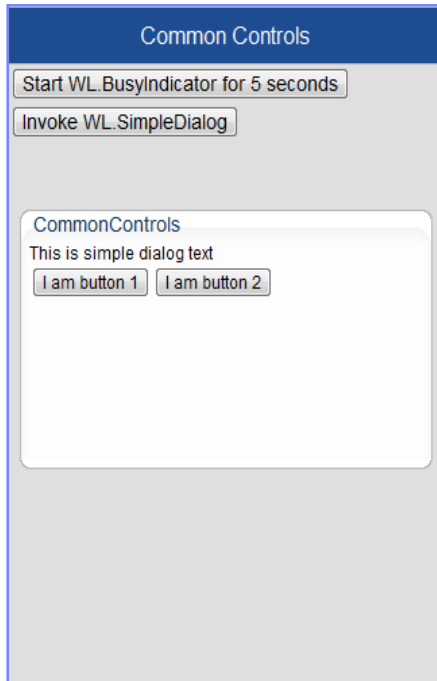 Common Controls
Start WL.BusyIndicator for 5 seconds
Invoke WL.SimpleDialog
CommonControls
This is simple dialog text
I am button 1 I am button 2